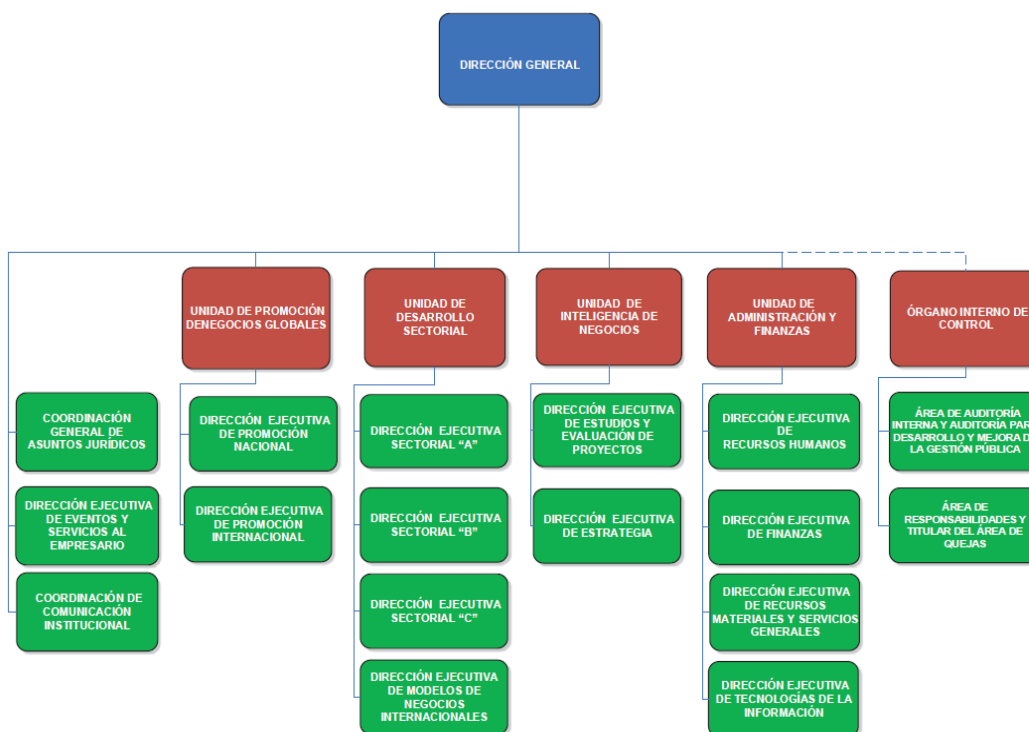 DIRECCIÓN GENERAL
UNIDAD DE PROMOCIÓN
DENEGOCIOS GLOBALES
UNIDAD DE
DESARROLLO
SECTORIAL
UNIDAD DE
INTELIGENCIA DE
NEGOCIOS
UNIDAD DE
ADMINISTRACIÓN Y
FINANZAS
ÓRGANO INTERNO DE
CONTROL
COORDINACIÓN
GENERAL DE
ASUNTOS JURÍDICOS
DIRECCIÓN EJECUTIVA
DE EVENTOS Y
SERVICIOS AL
EMPRESARIO
COORDINACIÓN DE
COMUNICACIÓN
INSTITUCIONAL
DIRECCIÓN EJECUTIVA
DE PROMOCIÓN
NACIONAL
DIRECCIÓN EJECUTIVA
DE PROMOCIÓN
INTERNACIONAL
DIRECCIÓN EJECUTIVA
SECTORIAL “A”
DIRECCIÓN EJECUTIVA
SECTORIAL “B”
DIRECCIÓN EJECUTIVA
SECTORIAL “C”
DIRECCIÓN EJECUTIVA
DE MODELOS DE
NEGOCIOS
INTERNACIONALES
DIRECCIÓN EJECUTIVA
DE ESTUDIOS Y
EVALUACIÓN DE
PROYECTOS
DIRECCIÓN EJECUTIVA
DE ESTRATEGIA
DIRECCIÓN EJECUTIVA
DE
RECURSOS HUMANOS
DIRECCIÓN EJECUTIVA
DE FINANZAS
DIRECCIÓN EJECUTIVA
DE RECURSOS
MATERIALES Y SERVICIOS
GENERALES
DIRECCIÓN EJECUTIVA
DE TECNOLOGÍAS DE LA
INFORMACIÓN
ÁREA DE AUDITORÍA
INTERNA Y AUDITORÍA
DESARROLLO Y MEJORA
LA GESTIÓN PÚBLICA
ÁREA DE
RESPONSABILIDADES Y
TITULAR DEL ÁREA DE
QUEJAS